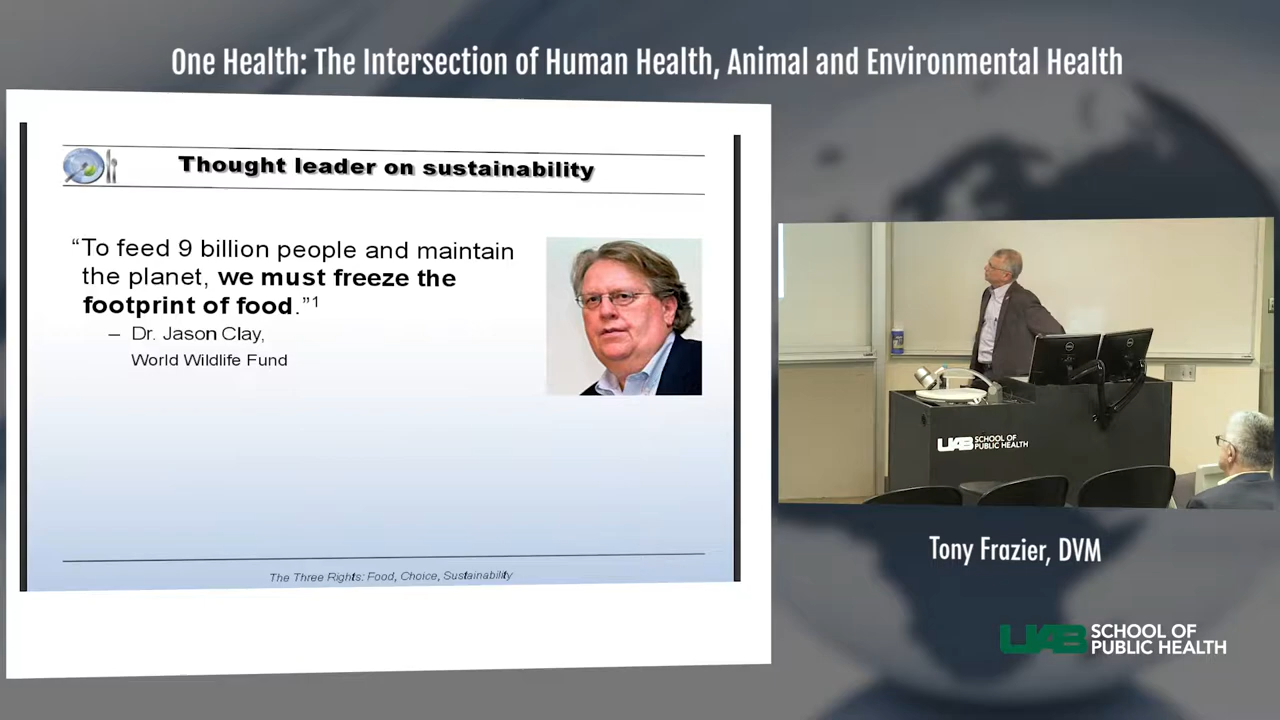 One Health: The Intersection of Human Health, Animal and Environmental Health
Thought leader on sustainability
“To feed 9 billion people and maintain
the planet, we must freeze the
footprint of food.”1
– Dr. Jason Clay,
World Wildlife Fund
The Three Rights: Food, Choice, Sustainability
UAB SCHOOL OF
PUBLIC HEALTH
Tony Frazier, DVM
UAB SCHOOL OF
PUBLIC HEALTH